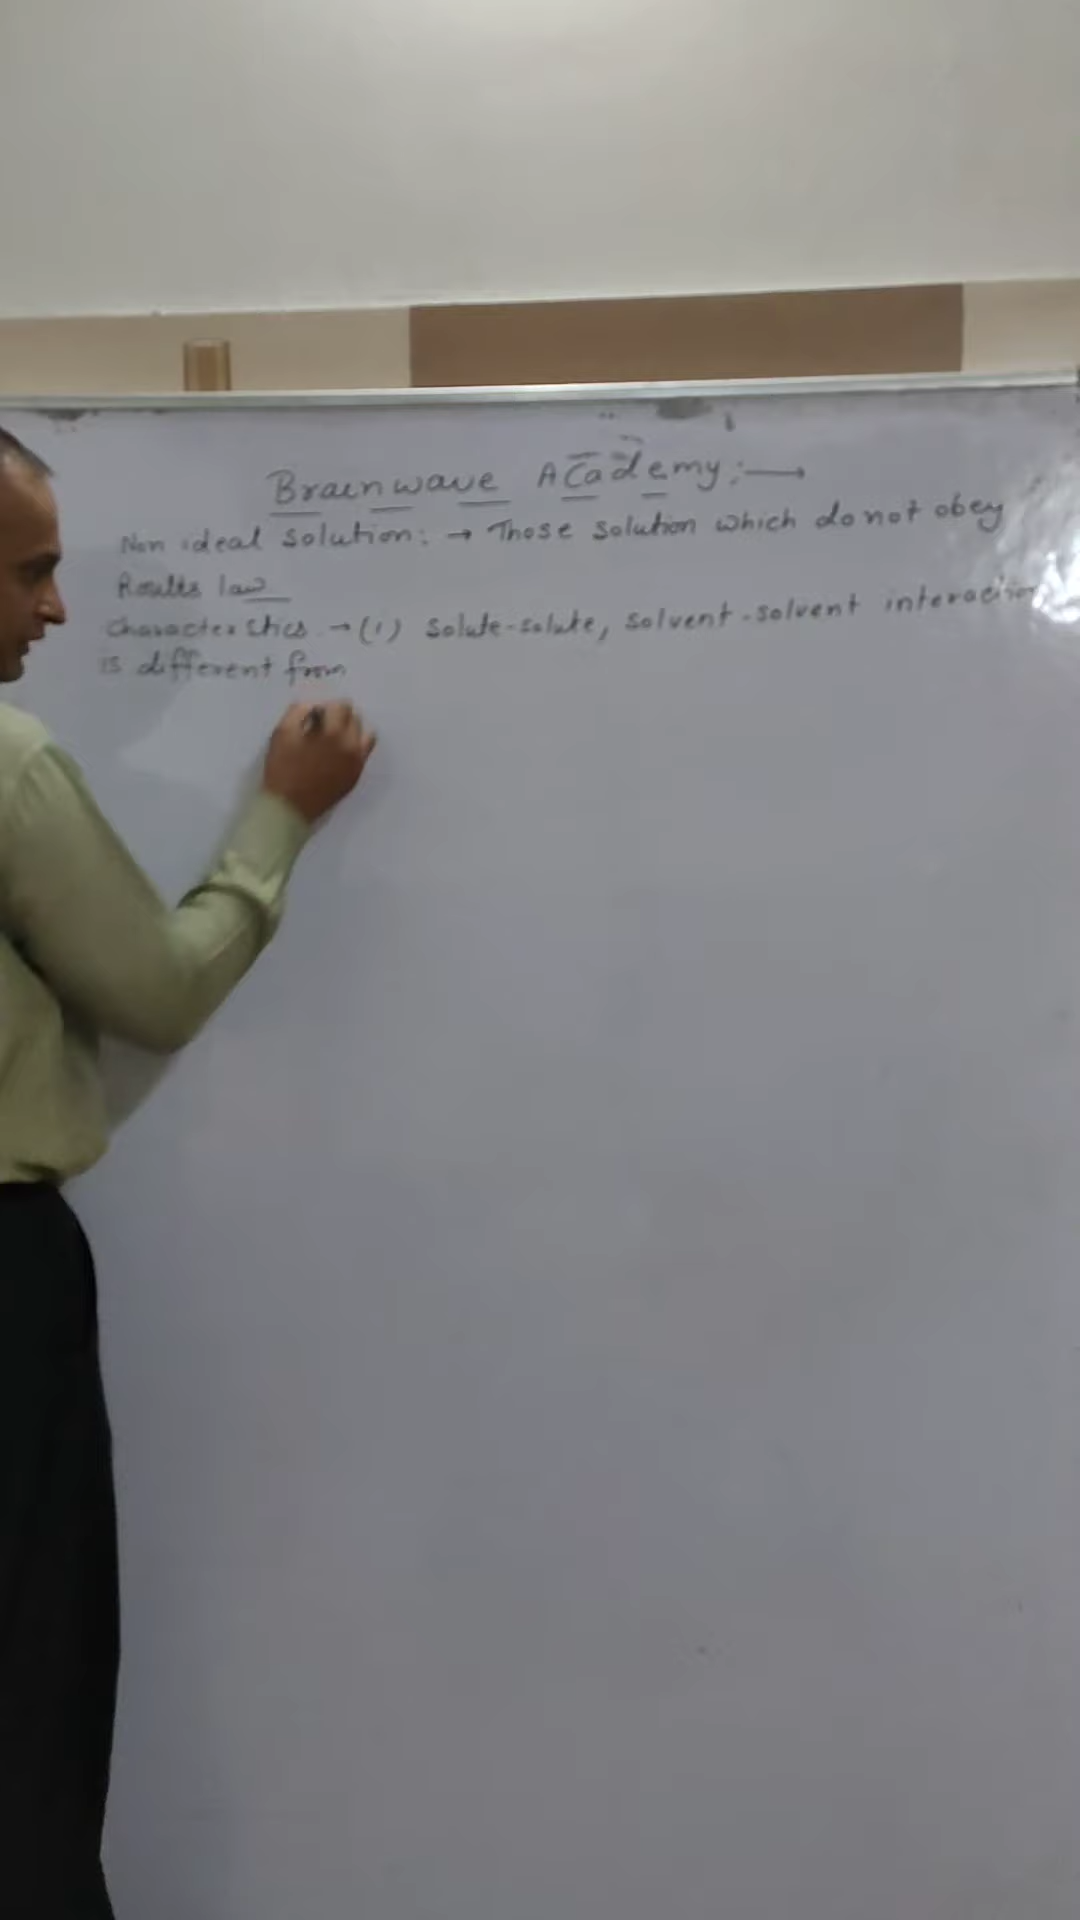 Brainwave Academy:→
Non ideal solution: → Those solution which do not obey
Roults law
Characteristics → (1) Solute-solute, solvent-solvent interaction
is different from